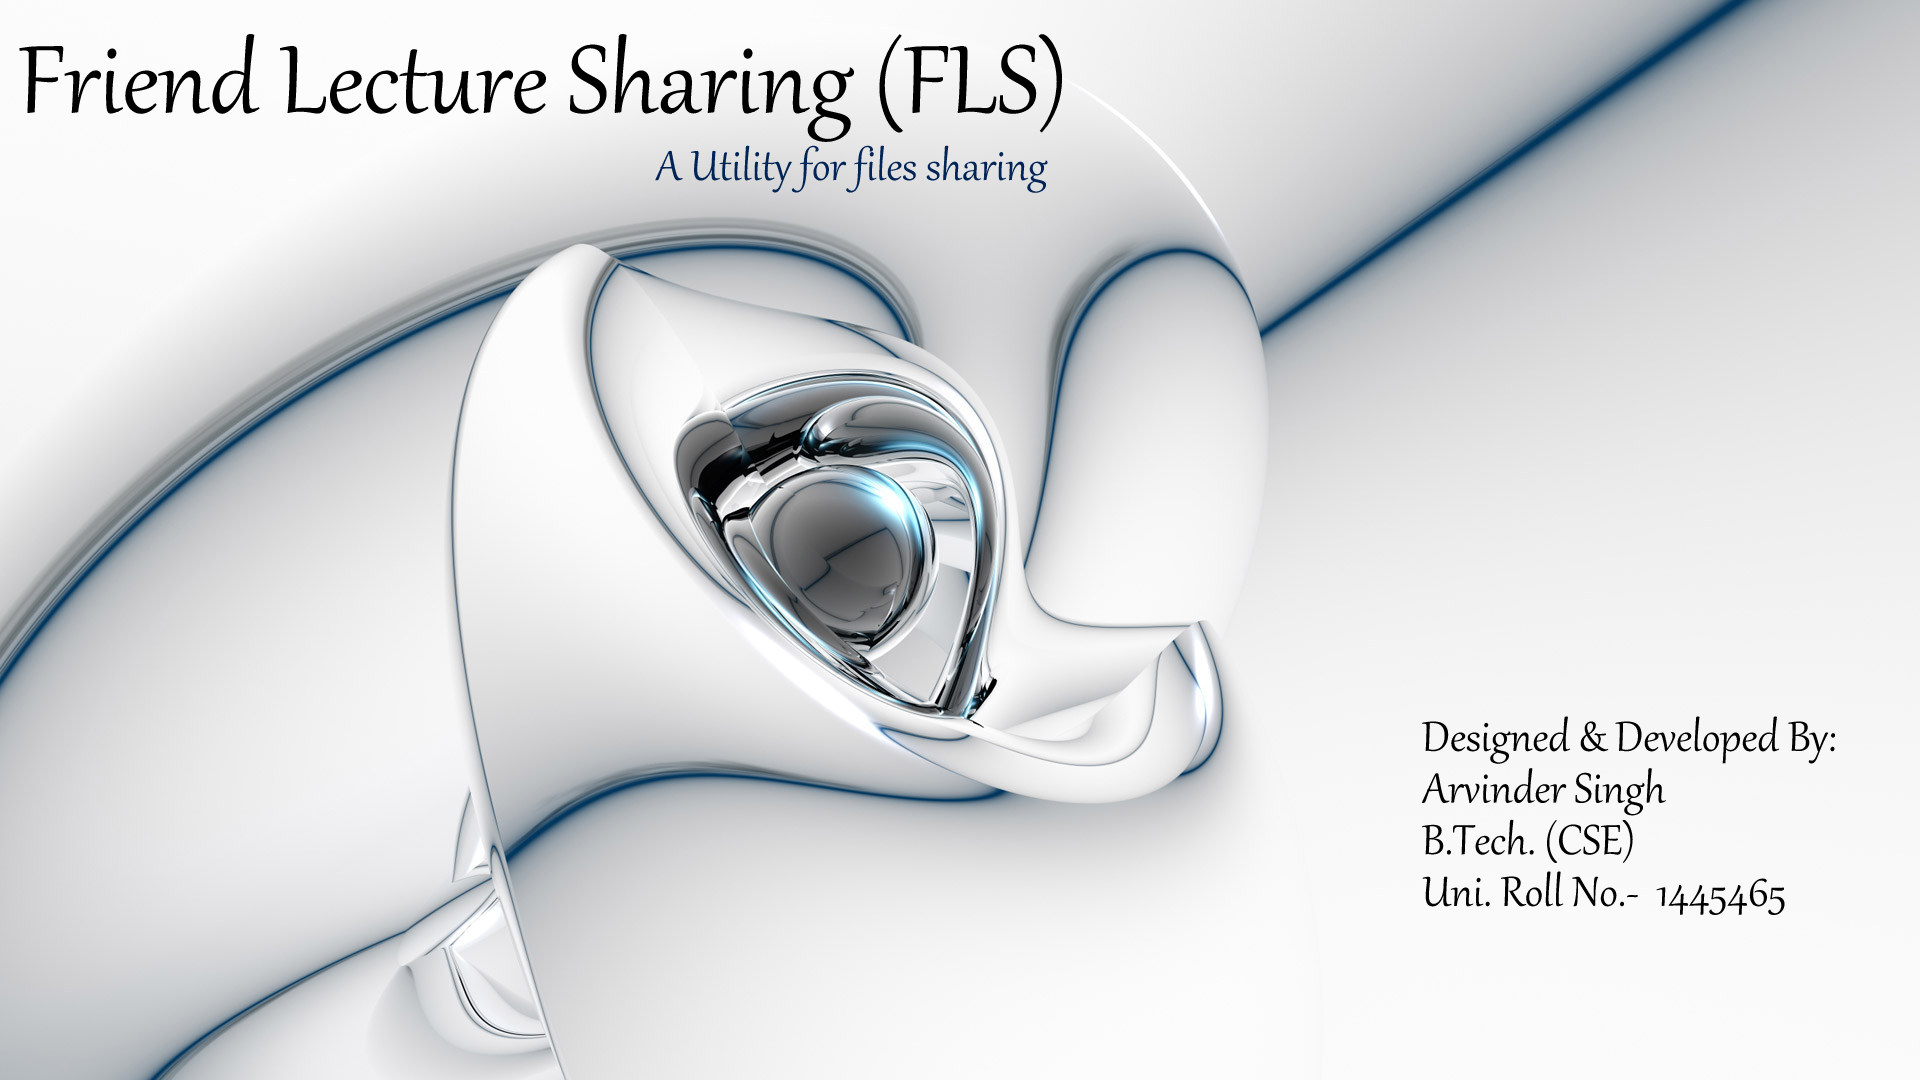 Friend Lecture Sharing (FLS)
A Utility for files sharing
Designed & Developed By:
Arvinder Singh
B.Tech. (CSE)
Uni. Roll No.- 1445465